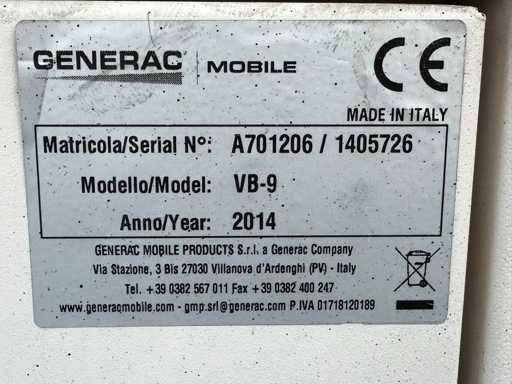 GENERAC | MOBILE
CE
MADE IN ITALY
Matricola/Serial N°: A701206 / 1405726
Modello/Model: VB-9
Anno/Year: 2014
GENERAC MOBILE PRODUCTS S.r.l. a Generac Company
Via Stazione, 3 Bis 27030 Villanova d'Ardenghi (PV) - Italy
Tel. +39 0382 567 011 Fax +39 0382 400 247
www.generacmobile.com - gmp.srl@generac.com P.IVA 01718120189